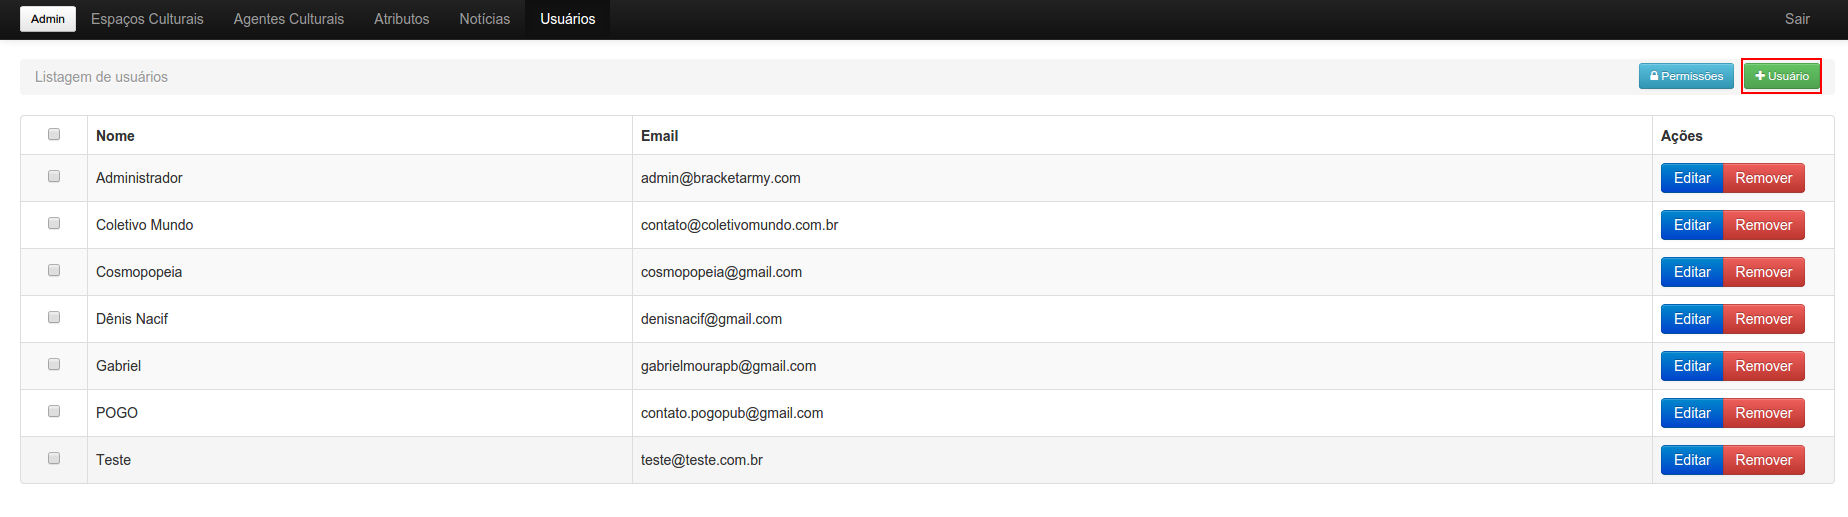 Admin Espaços Culturais Agentes Culturais Atributos Notícias Usuários Sair
Listagem de usuários Permissões Usuário
Nome Email Ações
Administrador admin@bracketarmy.com Editar Remover
Coletivo Mundo contato@coletivomundo.com.br Editar Remover
Cosmopopeia cosmopopeia@gmail.com Editar Remover
Dênis Nacif denisnacif@gmail.com Editar Remover
Gabriel gabrielmourapb@gmail.com Editar Remover
POGO contato.pogopub@gmail.com Editar Remover
Teste teste@teste.com.br Editar Remover